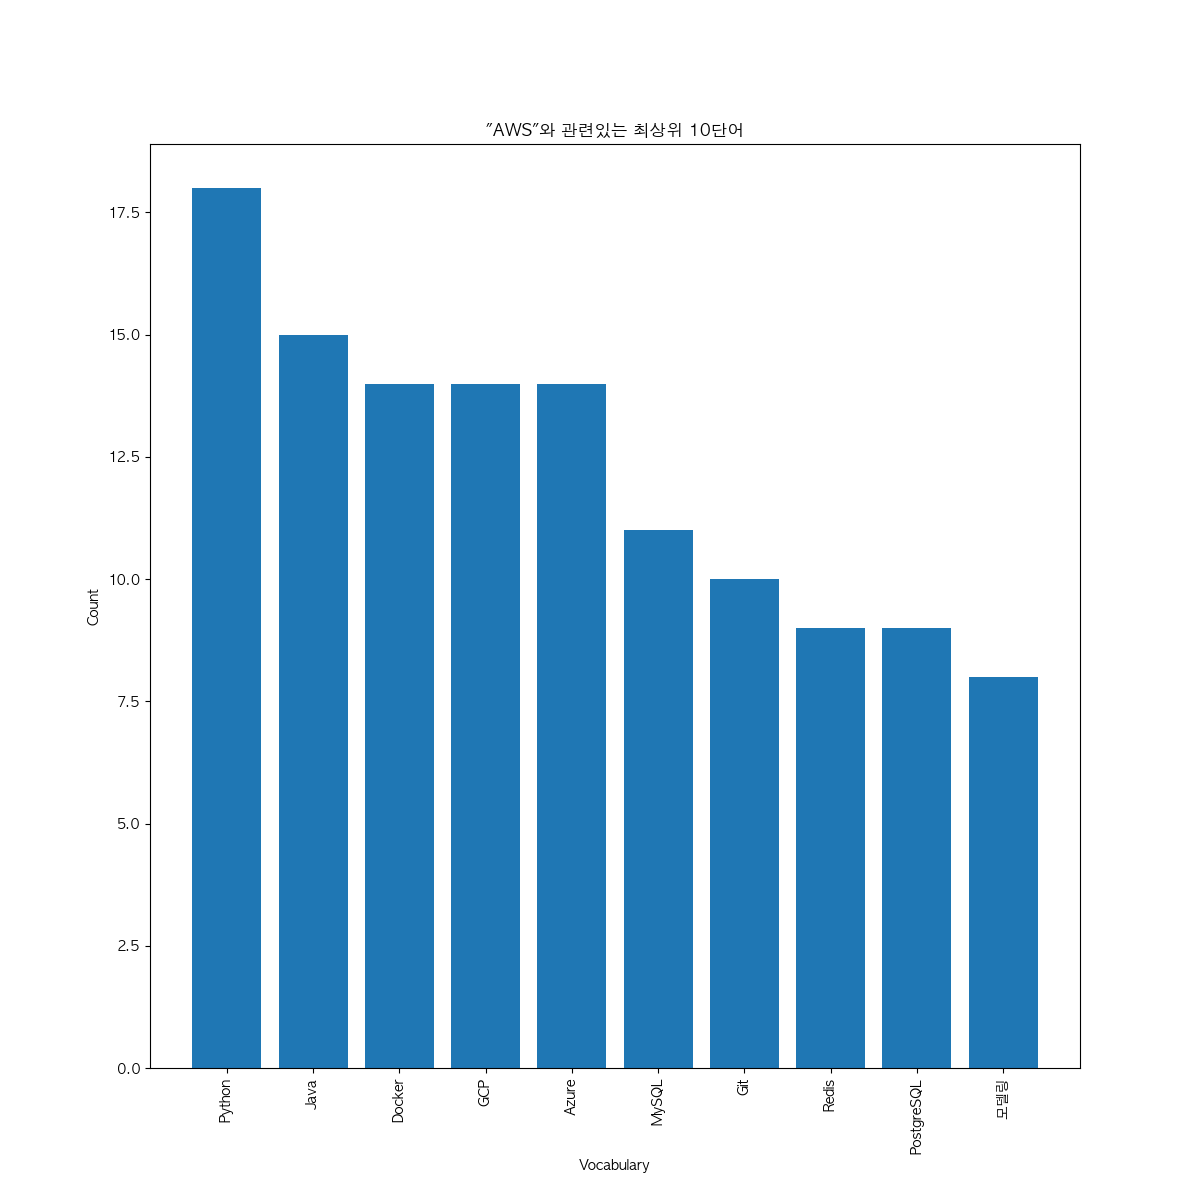 "AWS"와 관련있는 최상위 10단어
17.5
15.0
12.5
10.0
7.5
5.0
2.5
0.0
Count
Python
Java
Docker
GCP
Azure
MySQL
Git
Redis
PostgreSQL
모델링
Vocabulary